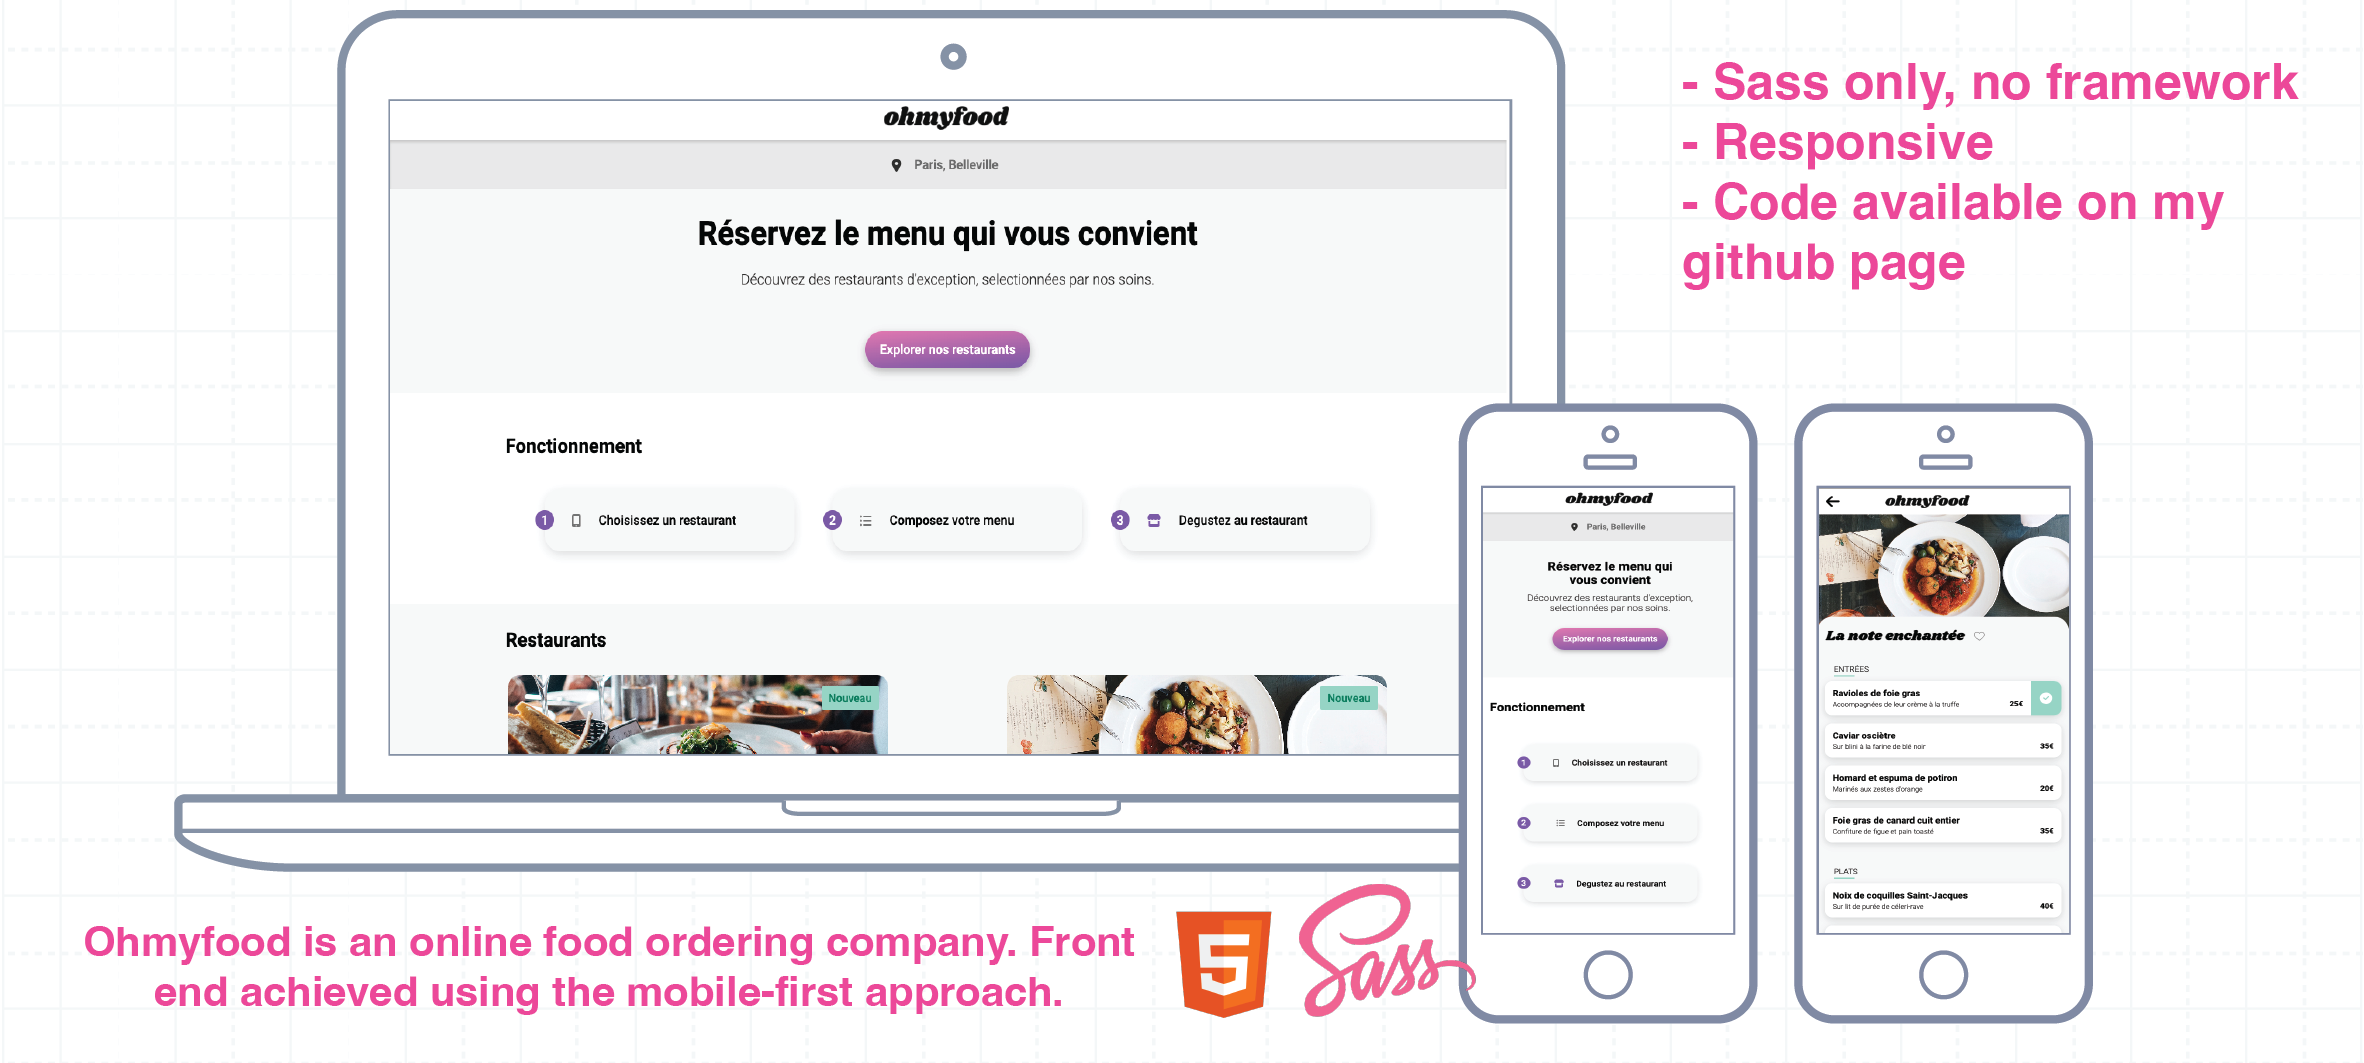 ohmyfood
Paris, Belleville
Réservez le menu qui vous convient
Découvrez des restaurants d'exception, selectionnées par nos soins.
Explorer nos restaurants
Fonctionnement
1 Choisissez un restaurant
2 Composez votre menu
3 Degustez au restaurant
Restaurants
Nouveau
Nouveau
- Sass only, no framework
- Responsive
- Code available on my
github page
ohmyfood
Paris, Belleville
Réservez le menu qui
vous convient
Découvrez des restaurants d'exception,
selectionnées par nos soins.
Explorer nos restaurants
Fonctionnement
1 Choisissez un restaurant
2 Composez votre menu
3 Degustez au restaurant
ohmyfood
La note enchantée
ENTRÉES
Ravioles de foie gras
Accompagnées de leur crème à la truffe 25€
Caviar osciètre
Sur blini à la farine de blé noir 35€
Homard et espuma de potiron
Marinés aux zestes d'orange 20€
Foie gras de canard cuit entier
Confiture de figue et pain toasté 35€
PLATS
Noix de coquilles Saint-Jacques
Sur lit de purée de céleri-rave 40€
Ohmyfood is an online food ordering company. Front
end achieved using the mobile-first approach.
5
Sass